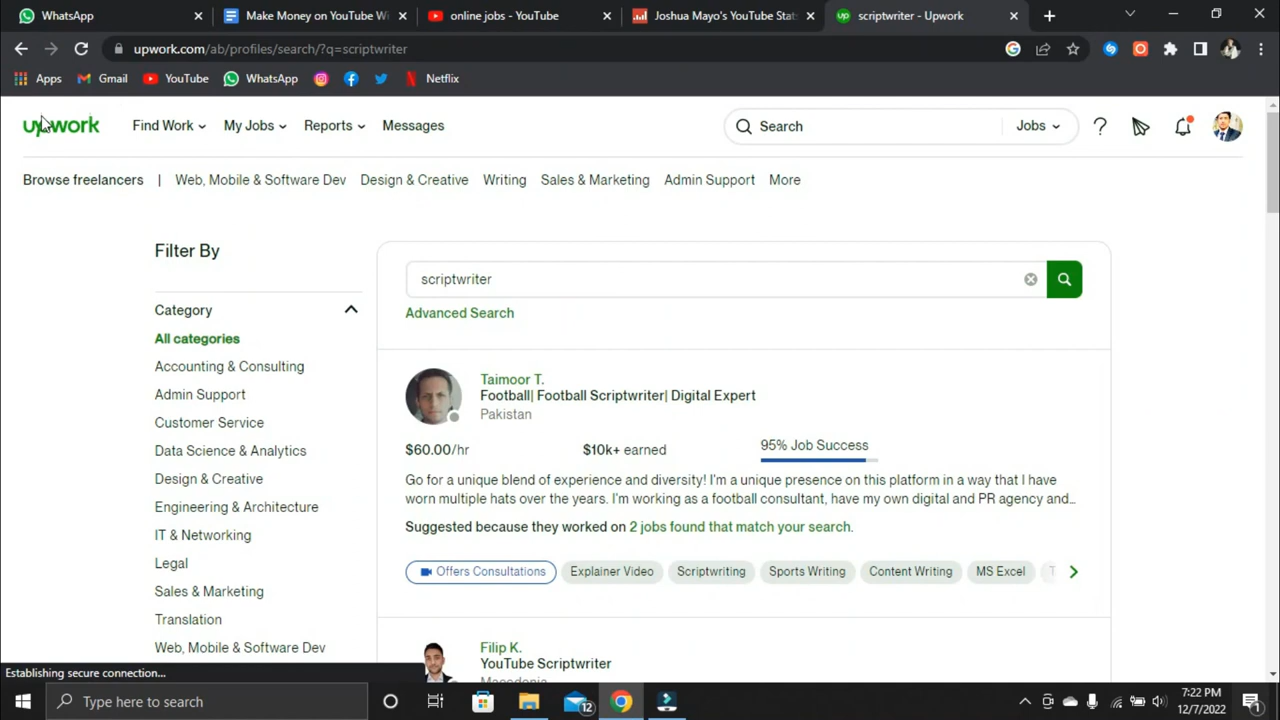 WhatsApp
Make Money on YouTube Wi
online jobs - YouTube
Joshua Mayo's YouTube Stat
up scriptwriter - Upwork
upwork.com/ab/profiles/search/?q=scriptwriter
Apps
Gmail
YouTube
WhatsApp
Netflix
upwork
Find Work
My Jobs
Reports
Messages
Search
Jobs
?
Browse freelancers | Web, Mobile & Software Dev Design & Creative Writing Sales & Marketing Admin Support More
Filter By
scriptwriter
Advanced Search
Category
All categories
Accounting & Consulting
Admin Support
Customer Service
Data Science & Analytics
Design & Creative
Engineering & Architecture
IT & Networking
Legal
Sales & Marketing
Translation
Web, Mobile & Software Dev
Taimoor T.
Football| Football Scriptwriter| Digital Expert
Pakistan
$60.00/hr
$10k+ earned
95% Job Success
Go for a unique blend of experience and diversity! I'm a unique presence on this platform in a way that I have
worn multiple hats over the years. I'm working as a football consultant, have my own digital and PR agency and...
Suggested because they worked on 2 jobs found that match your search.
Offers Consultations
Explainer Video
Scriptwriting
Sports Writing
Content Writing
MS Excel
Filip K.
YouTube Scriptwriter
Macedonia
Establishing secure connection...
Type here to search
12
7:22 PM
12/7/2022
1